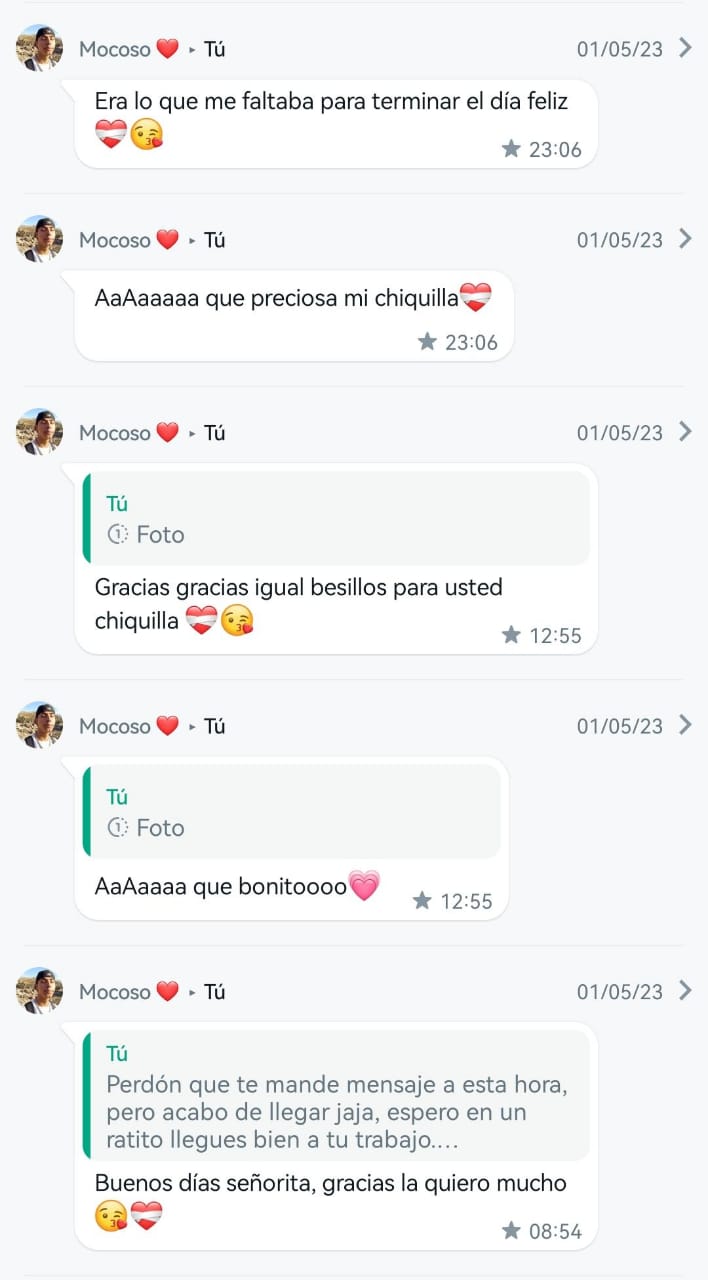 Mocoso ❤️ ▸ Tú 01/05/23
Era lo que me faltaba para terminar el día feliz
❤️‍🩹😘
23:06
Mocoso ❤️ ▸ Tú 01/05/23
AaAaaaaa que preciosa mi chiquilla❤️‍🩹
23:06
Mocoso ❤️ ▸ Tú 01/05/23
Tú
Foto
Gracias gracias igual besillos para usted
chiquilla ❤️‍🩹😘
12:55
Mocoso ❤️ ▸ Tú 01/05/23
Tú
Foto
AaAaaaa que bonitoooo💗
12:55
Mocoso ❤️ ▸ Tú 01/05/23
Tú
Perdón que te mande mensaje a esta hora,
pero acabo de llegar jaja, espero en un
ratito llegues bien a tu trabajo....
Buenos días señorita, gracias la quiero mucho
😘❤️‍🩹
08:54